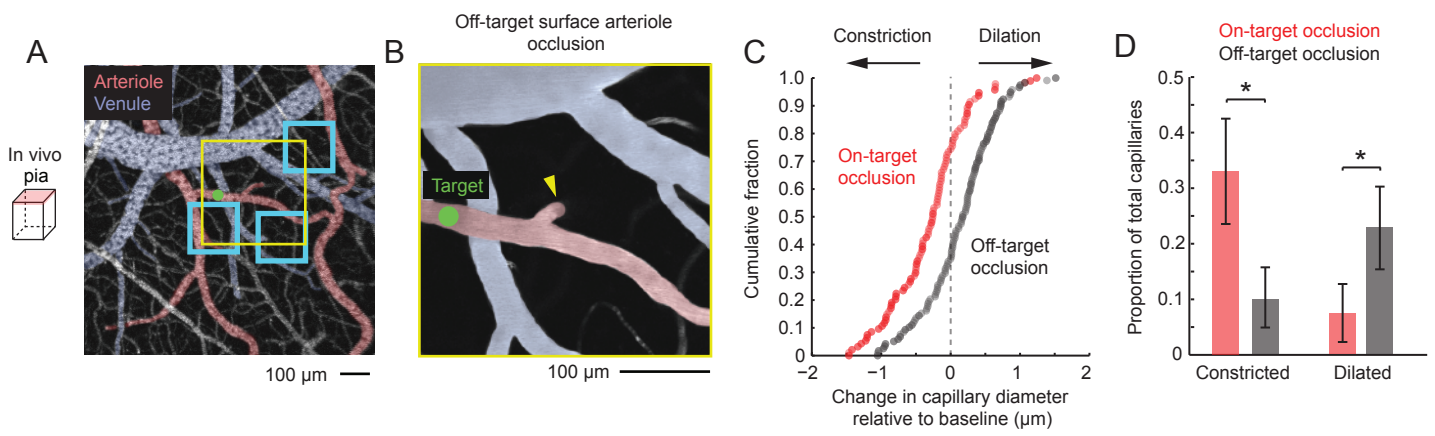 A
Arteriole
Venule
In vivo
pia
100 µm
B
Off-target surface arteriole
occlusion
Target
100 µm
C
Constriction
Dilation
Cumulative fraction
1.0
0.9
0.8
0.7
0.6
0.5
0.4
0.3
0.2
0.1
0
On-target
occlusion
Off-target
occlusion
−2
−1
0
1
2
Change in capillary diameter
relative to baseline (µm)
D
On-target occlusion
Off-target occlusion
Proportion of total capillaries
0.5
0.4
0.3
0.2
0.1
0
*
*
Constricted
Dilated